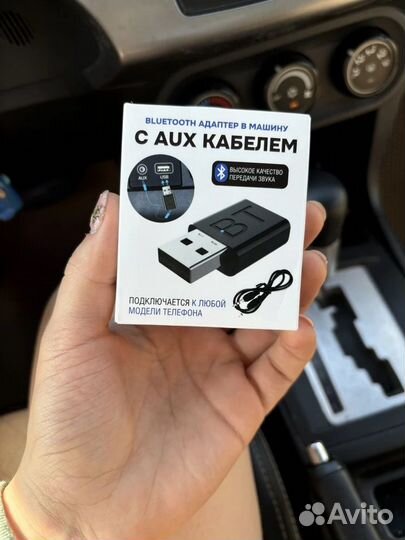 BLUETOOTH АДАПТЕР В МАШИНУ
С AUX КАБЕЛЕМ
AUX
USB
ВЫСОКОЕ КАЧЕСТВО
ПЕРЕДАЧИ ЗВУКА
BT
ПОДКЛЮЧАЕТСЯ К ЛЮБОЙ
МОДЕЛИ ТЕЛЕФОНА
Avito